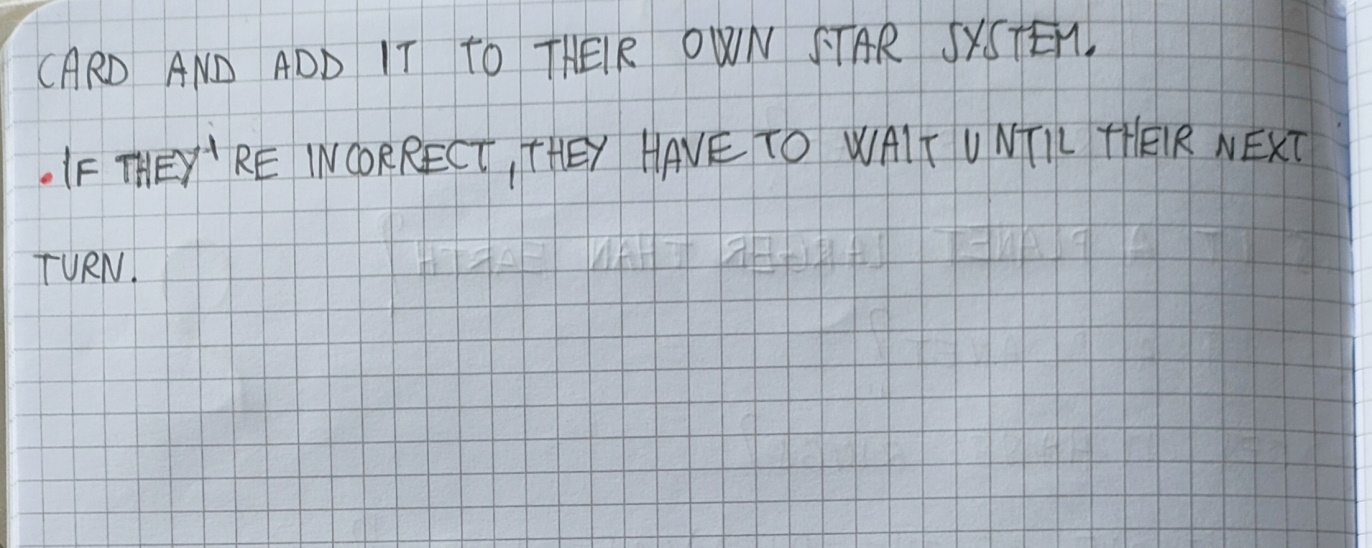 CARD AND ADD IT TO THEIR OWN STAR SYSTEM.
• IF THEY'RE INCORRECT, THEY HAVE TO WAIT UNTIL THEIR NEXT
TURN.